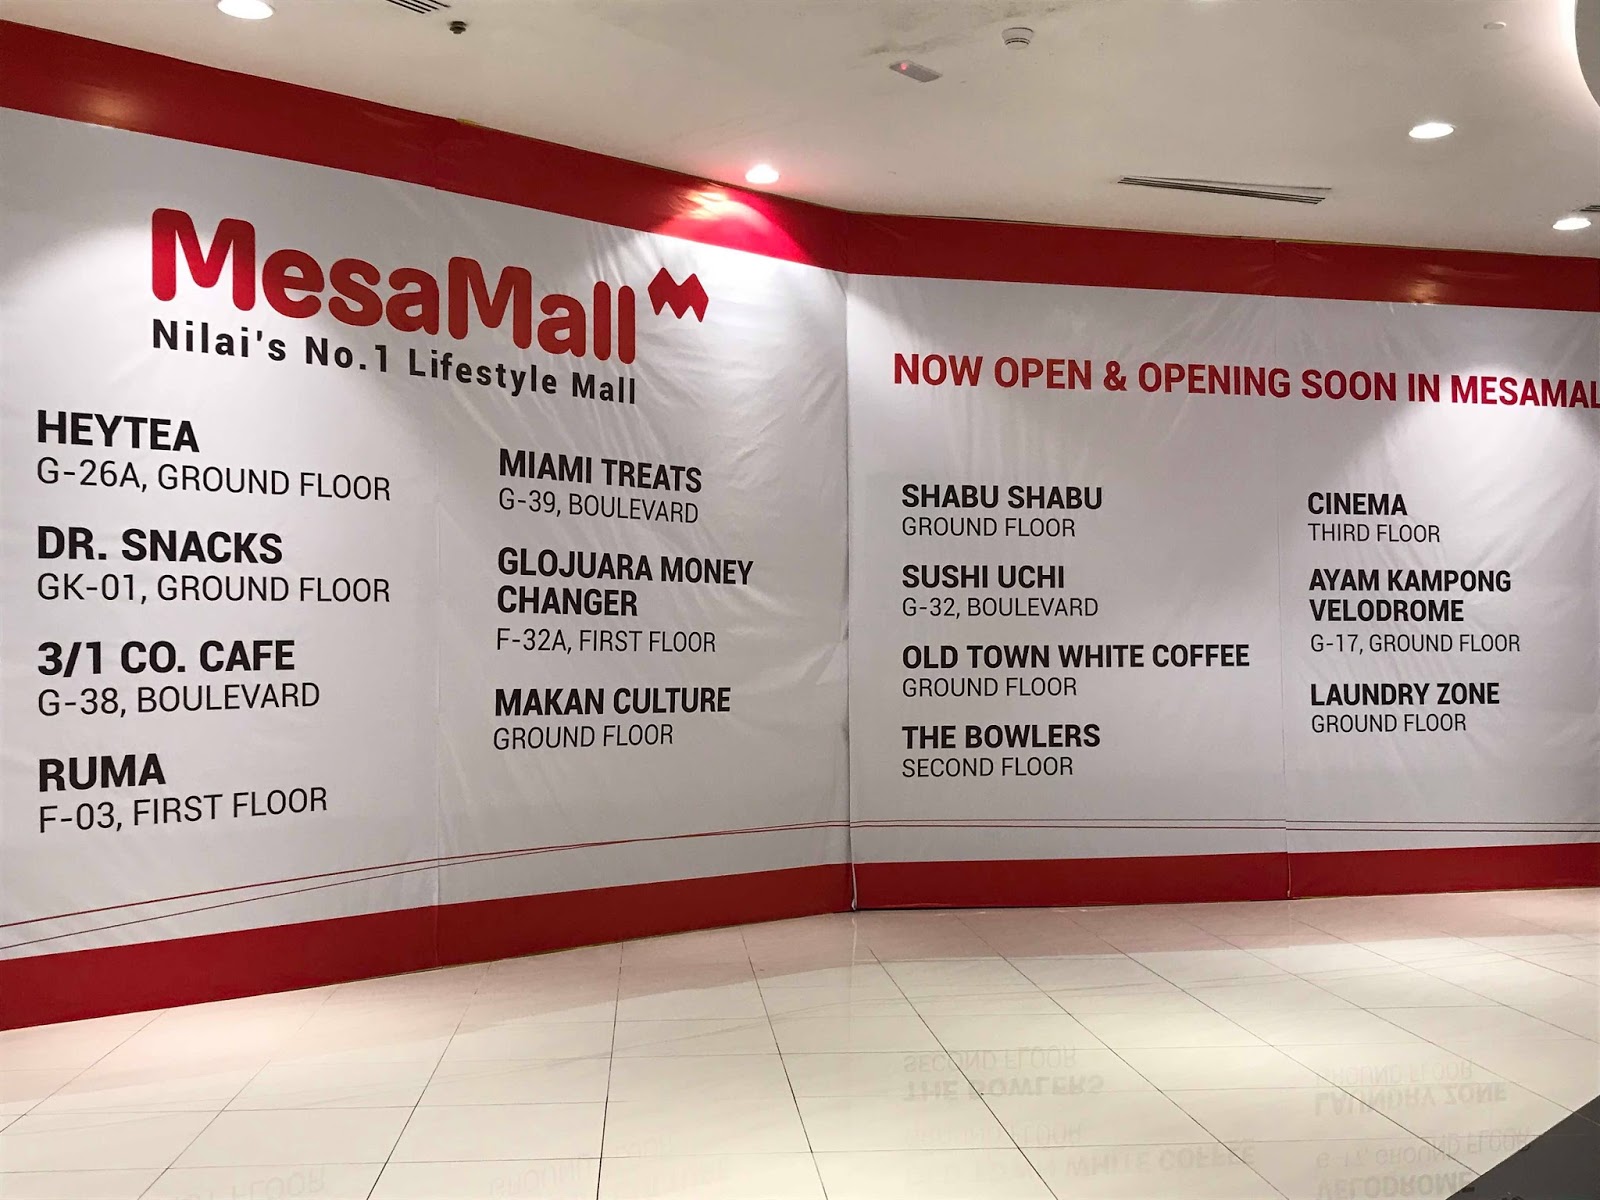 MesaMall
Nilai's No.1 Lifestyle Mall
HEYTEA
G-26A, GROUND FLOOR
DR. SNACKS
GK-01, GROUND FLOOR
3/1 CO. CAFE
G-38, BOULEVARD
RUMA
F-03, FIRST FLOOR
MIAMI TREATS
G-39, BOULEVARD
GLOJUARA MONEY
CHANGER
F-32A, FIRST FLOOR
MAKAN CULTURE
GROUND FLOOR
NOW OPEN & OPENING SOON IN MESAMAL
SHABU SHABU
GROUND FLOOR
SUSHI UCHI
G-32, BOULEVARD
OLD TOWN WHITE COFFEE
GROUND FLOOR
THE BOWLERS
SECOND FLOOR
CINEMA
THIRD FLOOR
AYAM KAMPONG
VELODROME
G-17, GROUND FLOOR
LAUNDRY ZONE
GROUND FLOOR